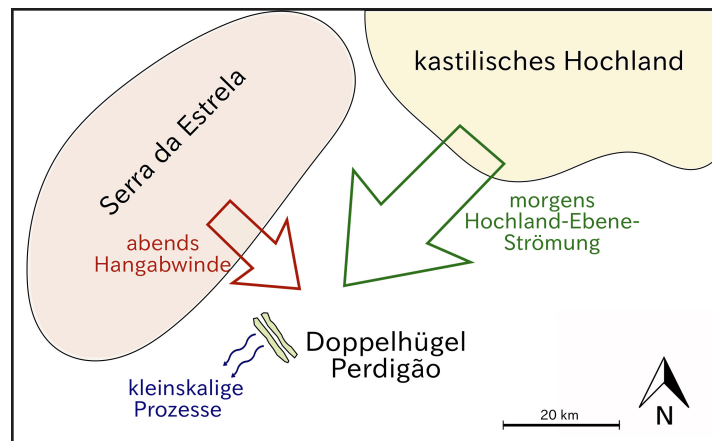 kastilisches Hochland
Serra da Estrela
morgens
Hochland-Ebene-
Strömung
abends
Hangabwinde
Doppelhügel
Perdigão
kleinskalige
Prozesse
20 km
N